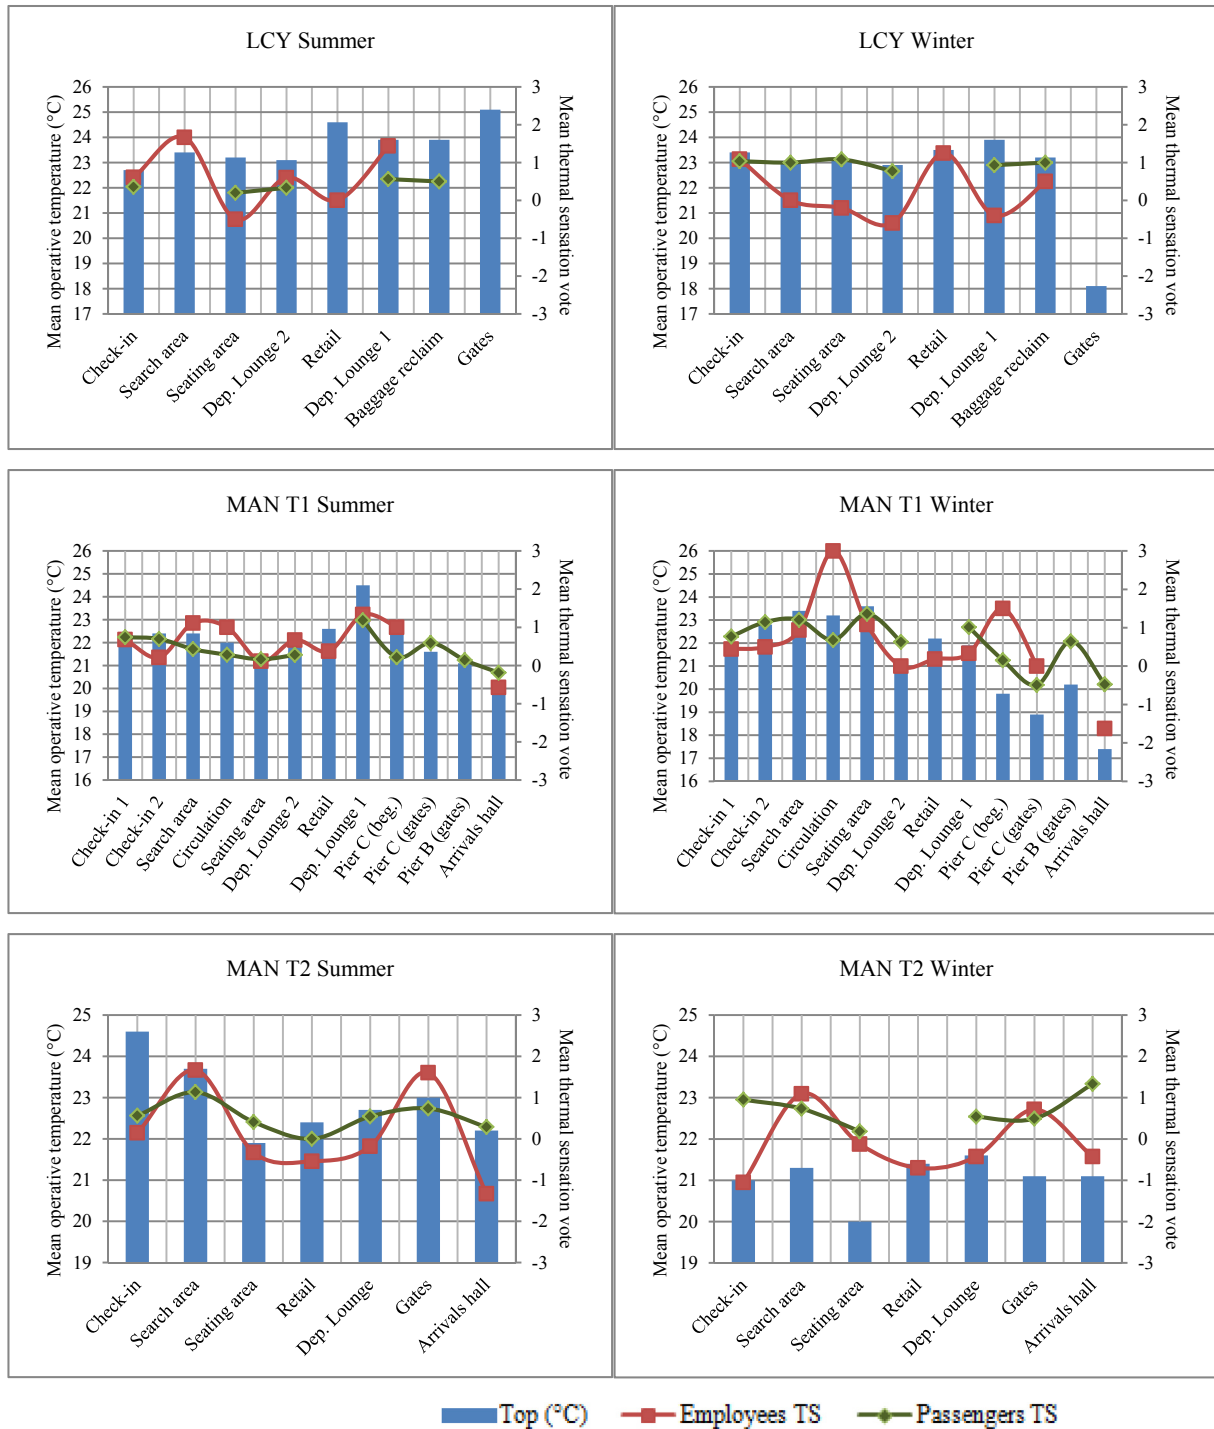 LCY Summer
Mean operative temperature (°C)
26
25
24
23
22
21
20
19
18
17
3
2
1
0
-1
-2
-3
Mean thermal sensation vote
Check-in
Search area
Seating area
Dep. Lounge 2
Retail
Dep. Lounge 1
Baggage reclaim
Gates
LCY Winter
Mean operative temperature (°C)
26
25
24
23
22
21
20
19
18
17
3
2
1
0
-1
-2
-3
Mean thermal sensation vote
Check-in
Search area
Seating area
Dep. Lounge 2
Retail
Dep. Lounge 1
Baggage reclaim
Gates
MAN T1 Summer
Mean operative temperature (°C)
26
25
24
23
22
21
20
19
18
17
16
3
2
1
0
-1
-2
-3
Mean thermal sensation vote
Check-in 1
Check-in 2
Search area
Circulation
Seating area
Dep. Lounge 2
Retail
Dep. Lounge 1
Pier C (beg.)
Pier C (gates)
Pier B (gates)
Arrivals hall
MAN T1 Winter
Mean operative temperature (°C)
26
25
24
23
22
21
20
19
18
17
16
3
2
1
0
-1
-2
-3
Mean thermal sensation vote
Check-in 1
Check-in 2
Search area
Circulation
Seating area
Dep. Lounge 2
Retail
Dep. Lounge 1
Pier C (beg.)
Pier C (gates)
Pier B (gates)
Arrivals hall
MAN T2 Summer
Mean operative temperature (°C)
25
24
23
22
21
20
19
3
2
1
0
-1
-2
-3
Mean thermal sensation vote
Check-in
Search area
Seating area
Retail
Dep. Lounge
Gates
Arrivals hall
MAN T2 Winter
Mean operative temperature (°C)
25
24
23
22
21
20
19
3
2
1
0
-1
-2
-3
Mean thermal sensation vote
Check-in
Search area
Seating area
Retail
Dep. Lounge
Gates
Arrivals hall
Top (°C) Employees TS Passengers TS